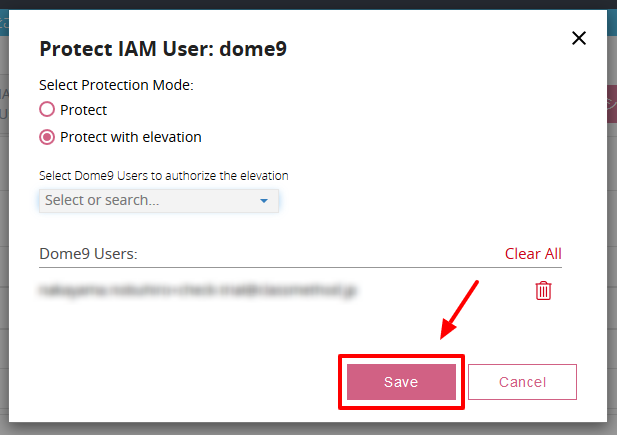 Protect IAM User: dome9
Select Protection Mode:
Protect
Protect with elevation
Select Dome9 Users to authorize the elevation
Select or search...
Dome9 Users:
Clear All
Save
Cancel